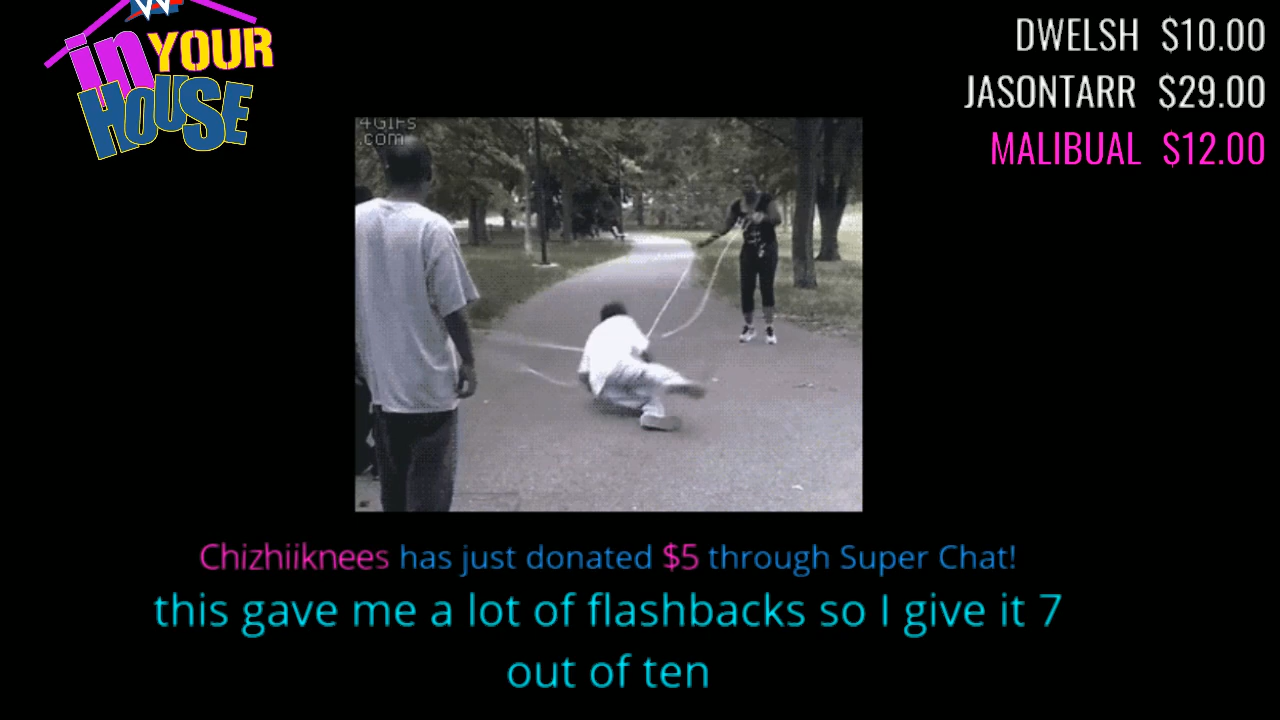 in YOUR
HOUSE
DWELSH $10.00
JASONTARR $29.00
MALIBUAL $12.00
4GIFs
.com
Chizhiiknees has just donated $5 through Super Chat!
this gave me a lot of flashbacks so I give it 7
out of ten